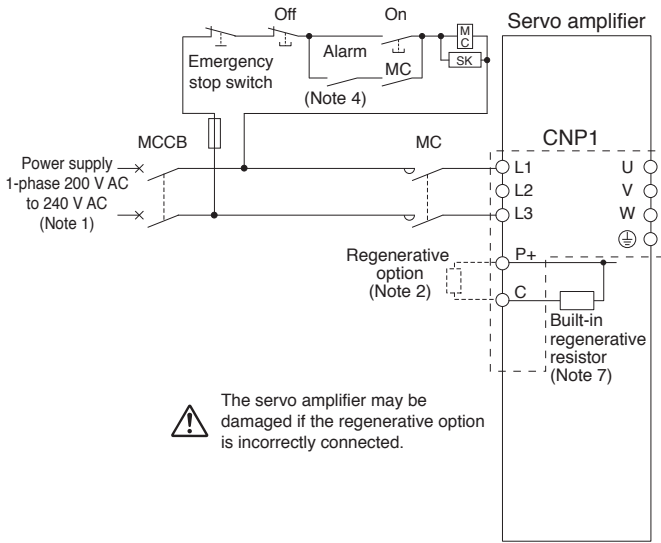 Off
On
Servo amplifier
M
C
SK
Emergency
stop switch
Alarm
MC
(Note 4)
MCCB
MC
CNP1
Power supply
1-phase 200 V AC
to 240 V AC
(Note 1)
L1
L2
L3
U
V
W
Regenerative
option
(Note 2)
P+
C
Built-in
regenerative
resistor
(Note 7)
The servo amplifier may be
damaged if the regenerative option
is incorrectly connected.